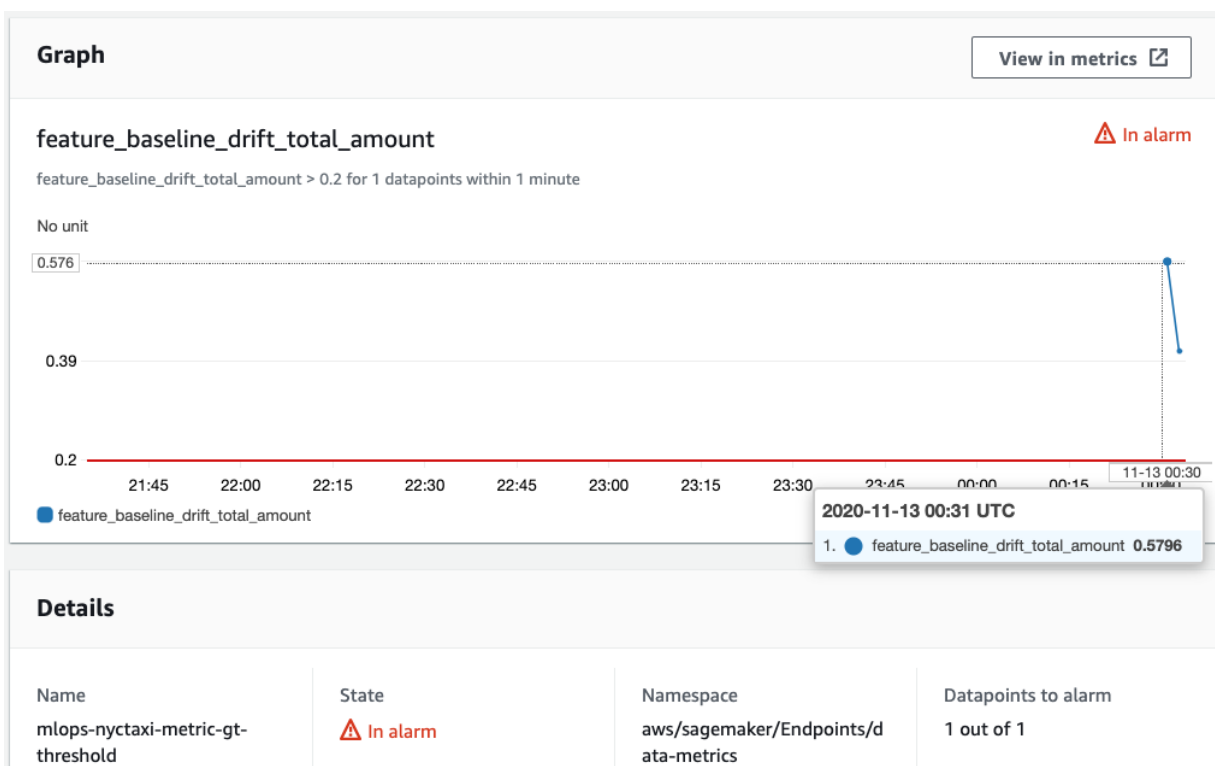 Graph
View in metrics
feature_baseline_drift_total_amount
In alarm
feature_baseline_drift_total_amount > 0.2 for 1 datapoints within 1 minute
No unit
0.576
0.39
0.2
11-13 00:30
21:45 22:00 22:15 22:30 22:45 23:00 23:15 23:30 23:45 00:00 00:15
feature_baseline_drift_total_amount
2020-11-13 00:31 UTC
1. feature_baseline_drift_total_amount 0.5796
Details
Name
State
Namespace
Datapoints to alarm
mlops-nyctaxi-metric-gt-
threshold
In alarm
aws/sagemaker/Endpoints/d
ata-metrics
1 out of 1